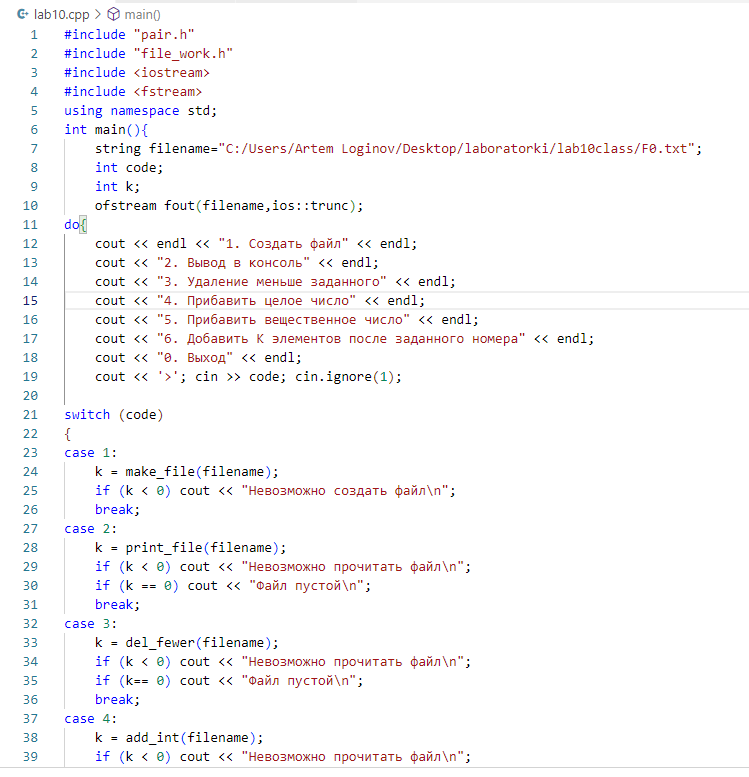 lab10.cpp > main()
1 #include "pair.h"
2 #include "file_work.h"
3 #include <iostream>
4 #include <fstream>
5 using namespace std;
6 int main(){
7     string filename="C:/Users/Artem Loginov/Desktop/laboratorki/lab10class/F0.txt";
8     int code;
9     int k;
10     ofstream fout(filename,ios::trunc);
11 do{
12     cout << endl << "1. Создать файл" << endl;
13     cout << "2. Вывод в консоль" << endl;
14     cout << "3. Удаление меньше заданного" << endl;
15     cout << "4. Прибавить целое число" << endl;
16     cout << "5. Прибавить вещественное число" << endl;
17     cout << "6. Добавить К элементов после заданного номера" << endl;
18     cout << "0. Выход" << endl;
19     cout << '>'; cin >> code; cin.ignore(1);
20
21 switch (code)
22 {
23 case 1:
24     k = make_file(filename);
25     if (k < 0) cout << "Невозможно создать файл\n";
26     break;
27 case 2:
28     k = print_file(filename);
29     if (k < 0) cout << "Невозможно прочитать файл\n";
30     if (k == 0) cout << "Файл пустой\n";
31     break;
32 case 3:
33     k = del_fewer(filename);
34     if (k < 0) cout << "Невозможно прочитать файл\n";
35     if (k== 0) cout << "Файл пустой\n";
36     break;
37 case 4:
38     k = add_int(filename);
39     if (k < 0) cout << "Невозможно прочитать файл\n";